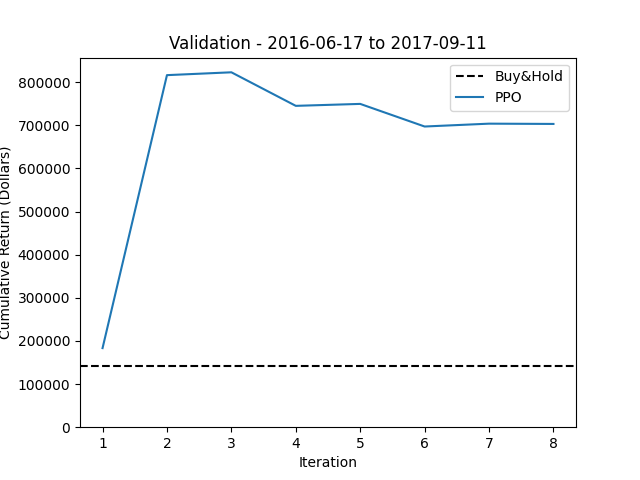 Validation - 2016-06-17 to 2017-09-11
Buy&Hold
PPO
Cumulative Return (Dollars)
800000
700000
600000
500000
400000
300000
200000
100000
0
1 2 3 4 5 6 7 8
Iteration